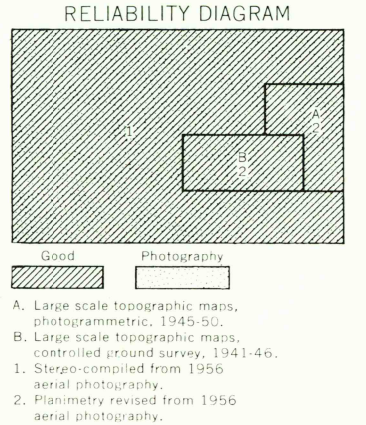 RELIABILITY DIAGRAM
1
A
2
B
2
Good Photography
A. Large scale topographic maps,
photogrammetric, 1945-50.
B. Large scale topographic maps,
controlled ground survey, 1941-46.
1. Stereo-compiled from 1956
aerial photography.
2. Planimetry revised from 1956
aerial photography.